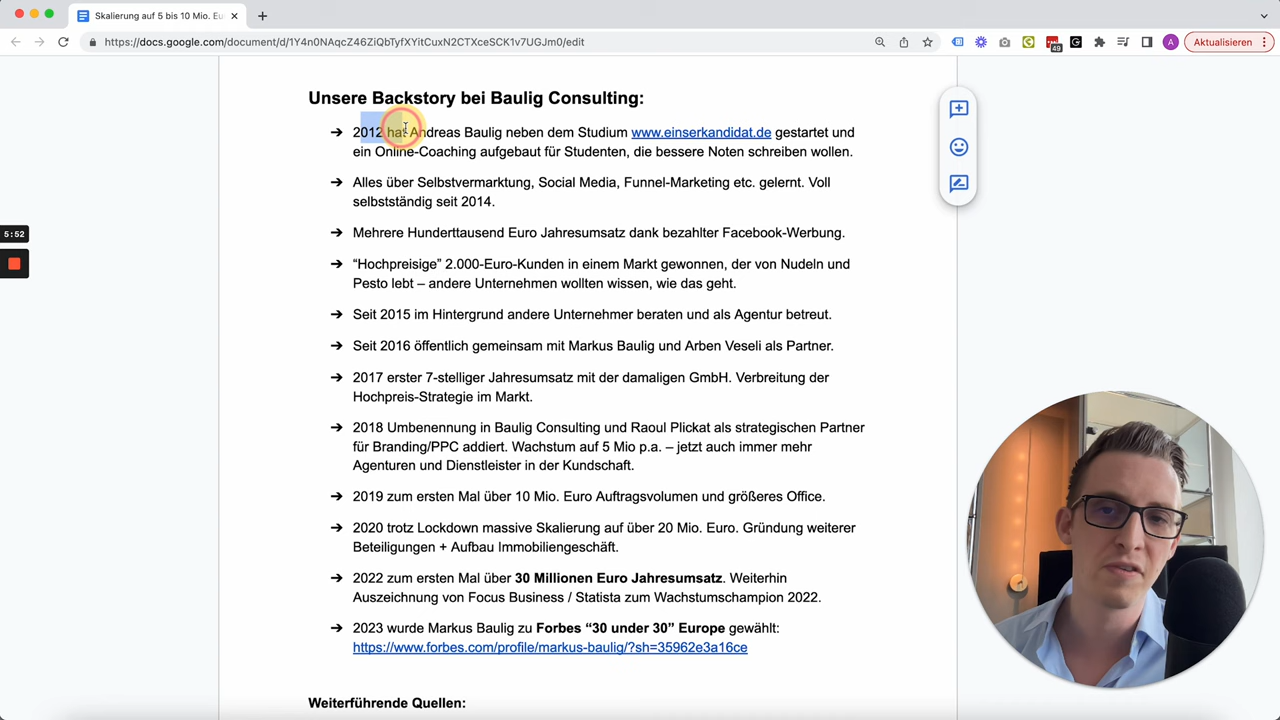 Skalierung auf 5 bis 10 Mio. Eu
https://docs.google.com/document/d/1Y4n0NAqcZ46ZiQbTyfXYitCuxN2CTXceSCK1v7UGJm0/edit
49
A
Aktualisieren
Unsere Backstory bei Baulig Consulting:
➔ 2012 hat Andreas Baulig neben dem Studium www.einserkandidat.de gestartet und
ein Online-Coaching aufgebaut für Studenten, die bessere Noten schreiben wollen.
➔ Alles über Selbstvermarktung, Social Media, Funnel-Marketing etc. gelernt. Voll
selbstständig seit 2014.
5:52
➔ Mehrere Hunderttausend Euro Jahresumsatz dank bezahlter Facebook-Werbung.
➔ “Hochpreisige” 2.000-Euro-Kunden in einem Markt gewonnen, der von Nudeln und
Pesto lebt – andere Unternehmen wollten wissen, wie das geht.
➔ Seit 2015 im Hintergrund andere Unternehmer beraten und als Agentur betreut.
➔ Seit 2016 öffentlich gemeinsam mit Markus Baulig und Arben Veseli als Partner.
➔ 2017 erster 7-stelliger Jahresumsatz mit der damaligen GmbH. Verbreitung der
Hochpreis-Strategie im Markt.
➔ 2018 Umbenennung in Baulig Consulting und Raoul Plickat als strategischen Partner
für Branding/PPC addiert. Wachstum auf 5 Mio p.a. – jetzt auch immer mehr
Agenturen und Dienstleister in der Kundschaft.
➔ 2019 zum ersten Mal über 10 Mio. Euro Auftragsvolumen und größeres Office.
➔ 2020 trotz Lockdown massive Skalierung auf über 20 Mio. Euro. Gründung weiterer
Beteiligungen + Aufbau Immobiliengeschäft.
➔ 2022 zum ersten Mal über 30 Millionen Euro Jahresumsatz. Weiterhin
Auszeichnung von Focus Business / Statista zum Wachstumschampion 2022.
➔ 2023 wurde Markus Baulig zu Forbes “30 under 30” Europe gewählt:
https://www.forbes.com/profile/markus-baulig/?sh=35962e3a16ce
Weiterführende Quellen: